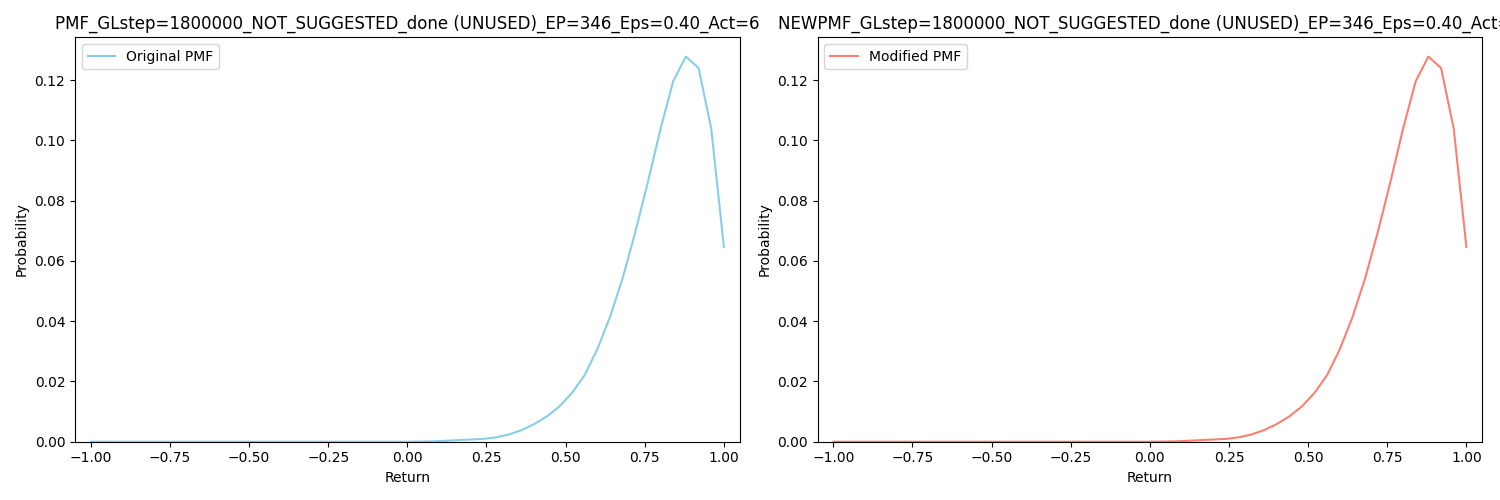 PMF_GLstep=1800000_NOT_SUGGESTED_done (UNUSED)_EP=346_Eps=0.40_Act=6
Original PMF
Probability
0.12
0.10
0.08
0.06
0.04
0.02
0.00
−1.00 −0.75 −0.50 −0.25 0.00 0.25 0.50 0.75 1.00
Return
NEWPMF_GLstep=1800000_NOT_SUGGESTED_done (UNUSED)_EP=346_Eps=0.40_Act=
Modified PMF
Probability
0.12
0.10
0.08
0.06
0.04
0.02
0.00
−1.00 −0.75 −0.50 −0.25 0.00 0.25 0.50 0.75 1.00
Return